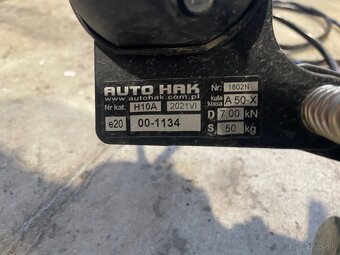 AUTO HAK Nr: 1802N
www.autohak.com.pl kula klasa A 50-X
Nr kat. H10A 2021VI D 7,00 kN
e20 00-1134 S 50 kg